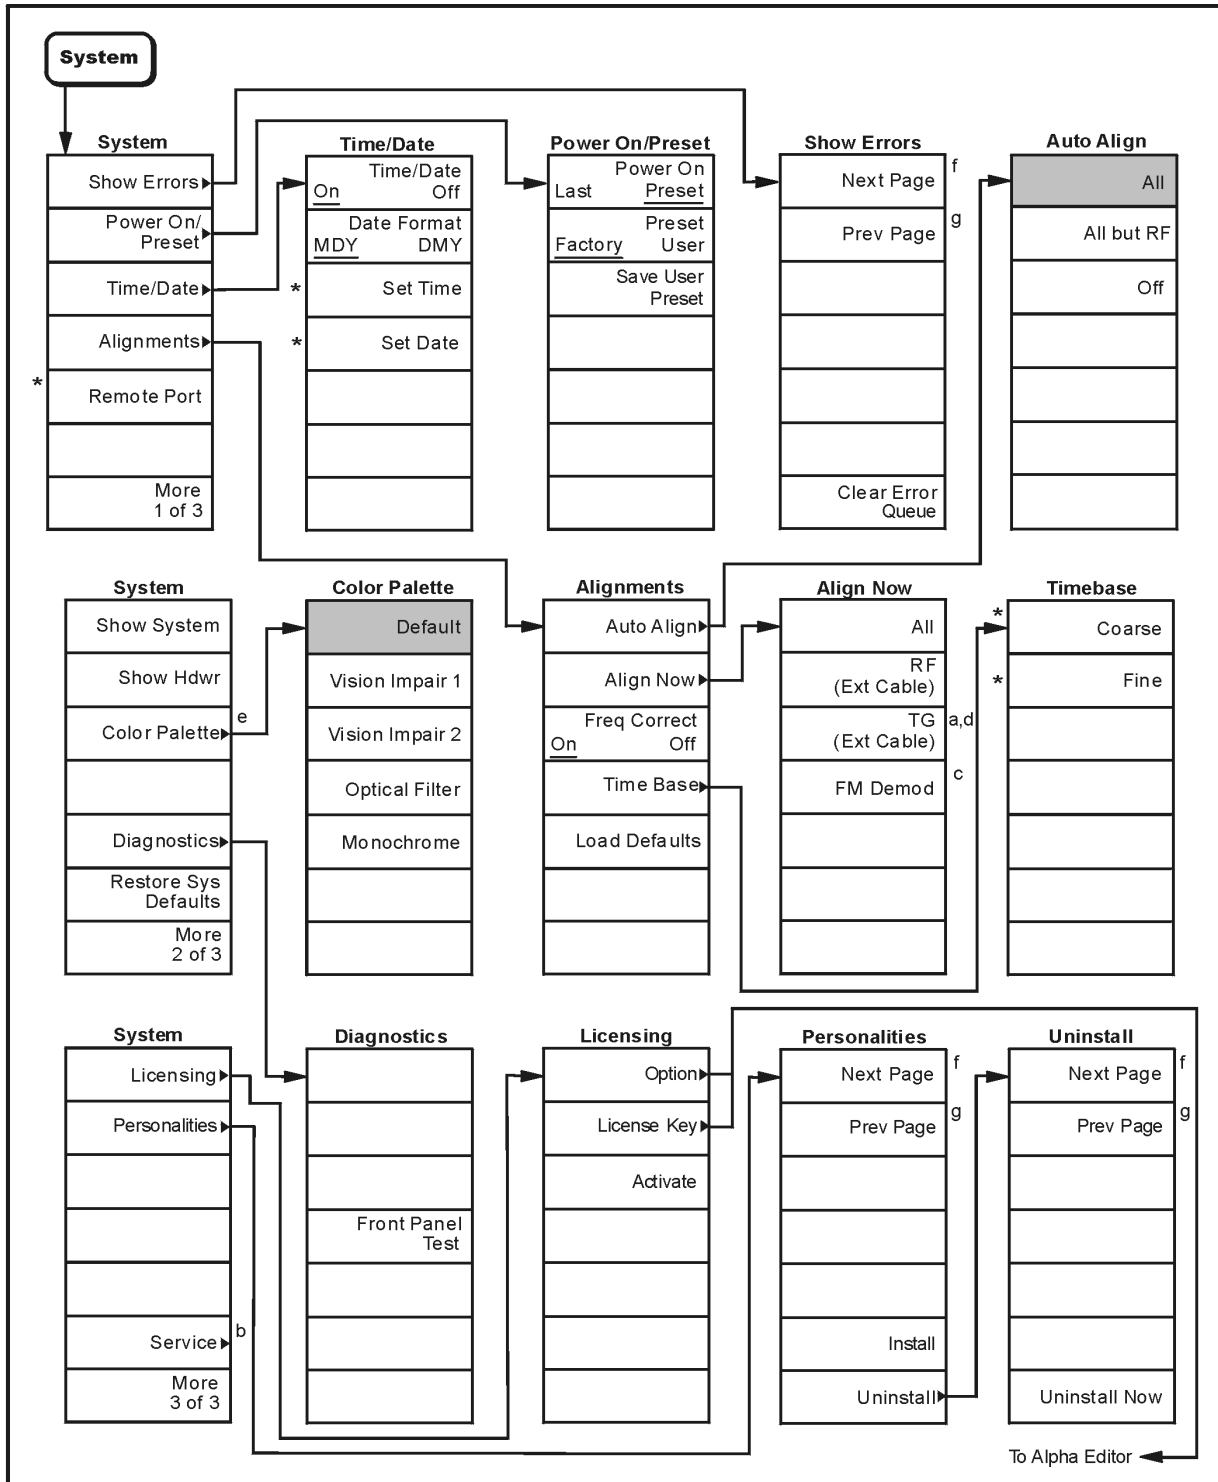 System
System
Show Errors
Power On/
Preset
Time/Date
Alignments
*
Remote Port
More
1 of 3
Time/Date
Time/Date
On Off
Date Format
MDY DMY
* Set Time
* Set Date
Power On/Preset
Power On
Last Preset
Preset
Factory User
Save User
Preset
Show Errors
Next Page f
Prev Page g
Clear Error
Queue
Auto Align
All
All but RF
Off
System
Show System
Show Hdwr
Color Palette e
Diagnostics
Restore Sys
Defaults
More
2 of 3
Color Palette
Default
Vision Impair 1
Vision Impair 2
Optical Filter
Monochrome
Alignments
Auto Align
Align Now
Freq Correct
On Off
Time Base
Load Defaults
Align Now
All
RF
(Ext Cable)
TG a,d
(Ext Cable)
FM Demod c
Timebase
* Coarse
* Fine
System
Licensing
Personalities
Service b
More
3 of 3
Diagnostics
Front Panel
Test
Licensing
Option
License Key
Activate
Personalities
Next Page f
Prev Page g
Install
Uninstall
Uninstall
Next Page f
Prev Page g
Uninstall Now
To Alpha Editor